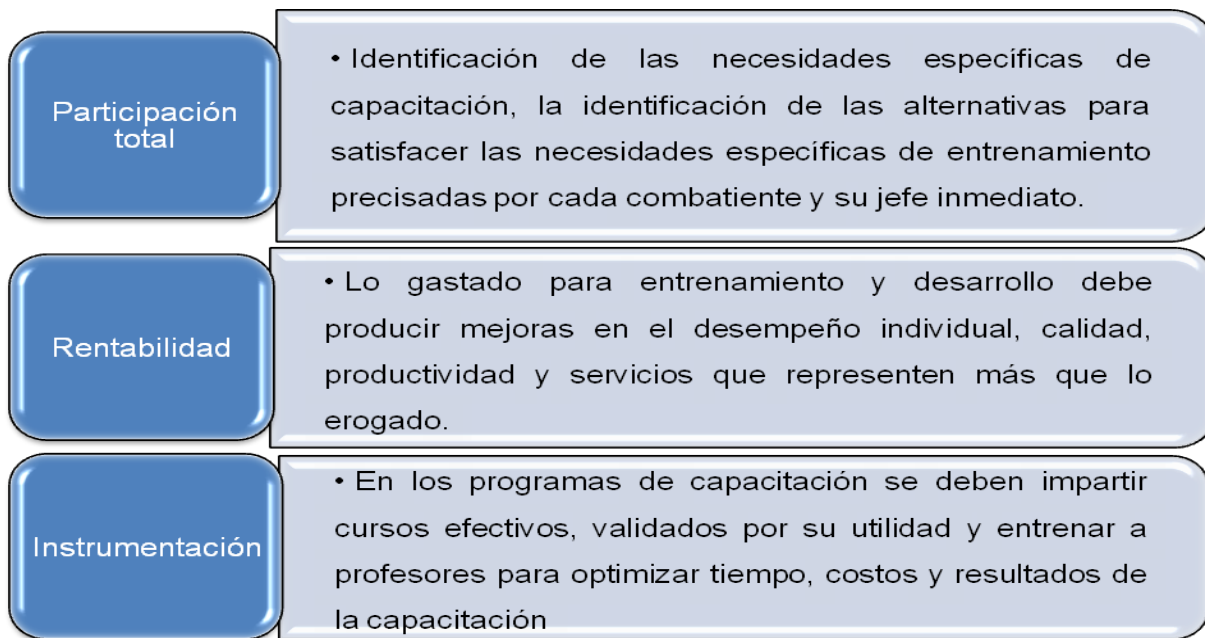 Participación
total
• Identificación de las necesidades específicas de
capacitación, la identificación de las alternativas para
satisfacer las necesidades específicas de entrenamiento
precisadas por cada combatiente y su jefe inmediato.
Rentabilidad
• Lo gastado para entrenamiento y desarrollo debe
producir mejoras en el desempeño individual, calidad,
productividad y servicios que representen más que lo
erogado.
Instrumentación
• En los programas de capacitación se deben impartir
cursos efectivos, validados por su utilidad y entrenar a
profesores para optimizar tiempo, costos y resultados de
la capacitación